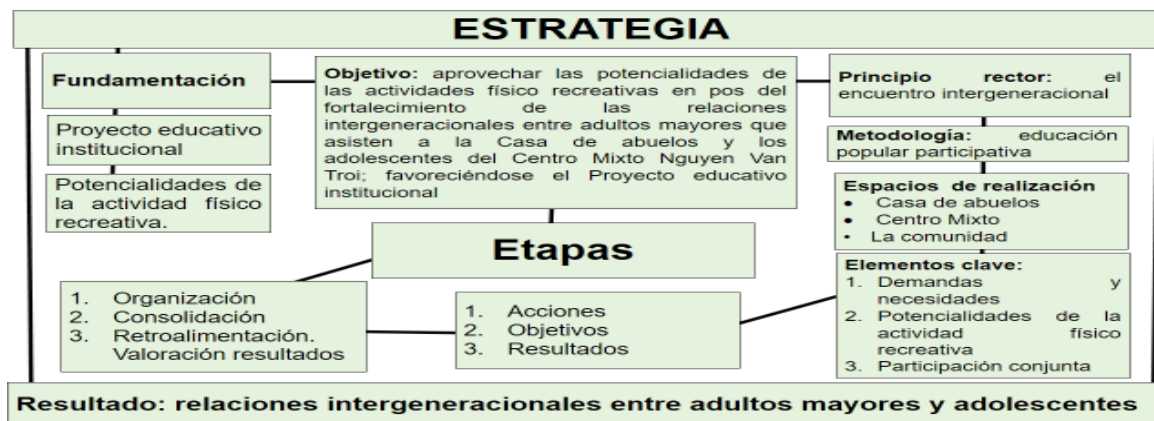 ESTRATEGIA
Fundamentación
Proyecto educativo
institucional
Potencialidades de
la actividad físico
recreativa.
Objetivo: aprovechar las potencialidades de
las actividades físico recreativas en pos del
fortalecimiento de las relaciones
intergeneracionales entre adultos mayores que
asisten a la Casa de abuelos y los
adolescentes del Centro Mixto Nguyen Van
Troi; favoreciéndose el Proyecto educativo
institucional
Principio rector: el
encuentro intergeneracional
Metodología: educación
popular participativa
Espacios de realización
• Casa de abuelos
• Centro Mixto
• La comunidad
Etapas
1. Organización
2. Consolidación
3. Retroalimentación.
Valoración resultados
1. Acciones
2. Objetivos
3. Resultados
Elementos clave:
1. Demandas y
necesidades
2. Potencialidades de la
actividad físico
recreativa
3. Participación conjunta
Resultado: relaciones intergeneracionales entre adultos mayores y adolescentes